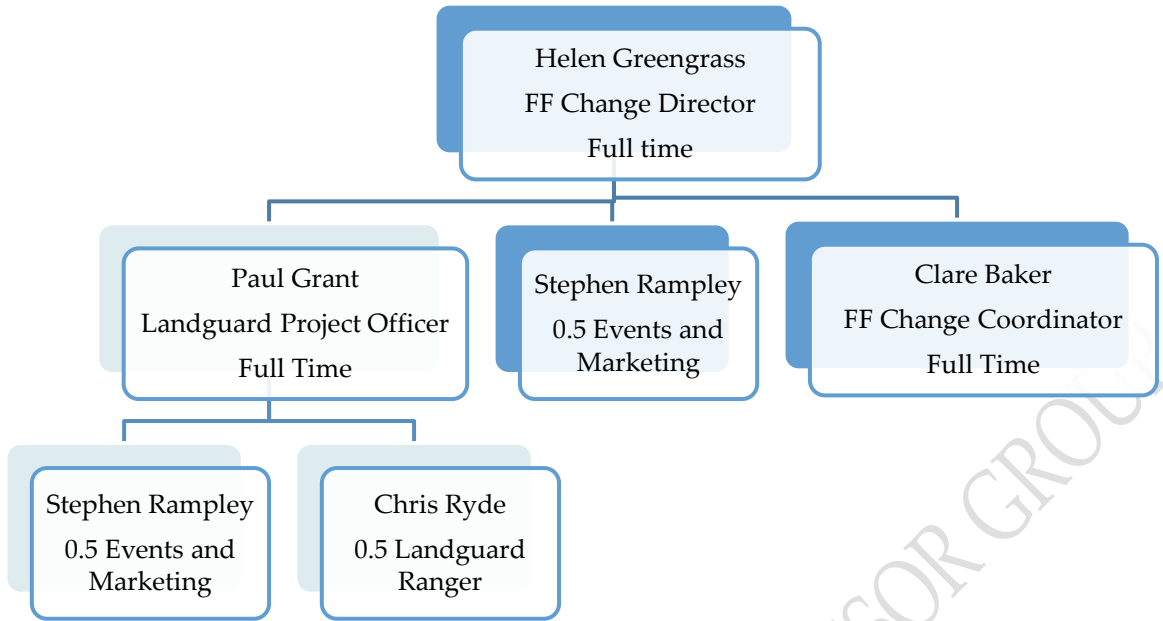 Helen Greengrass
FF Change Director
Full time
Paul Grant
Landguard Project Officer
Full Time
Stephen Rampley
0.5 Events and
Marketing
Clare Baker
FF Change Coordinator
Full Time
Stephen Rampley
0.5 Events and
Marketing
Chris Ryde
0.5 Landguard
Ranger
SOR GROUP